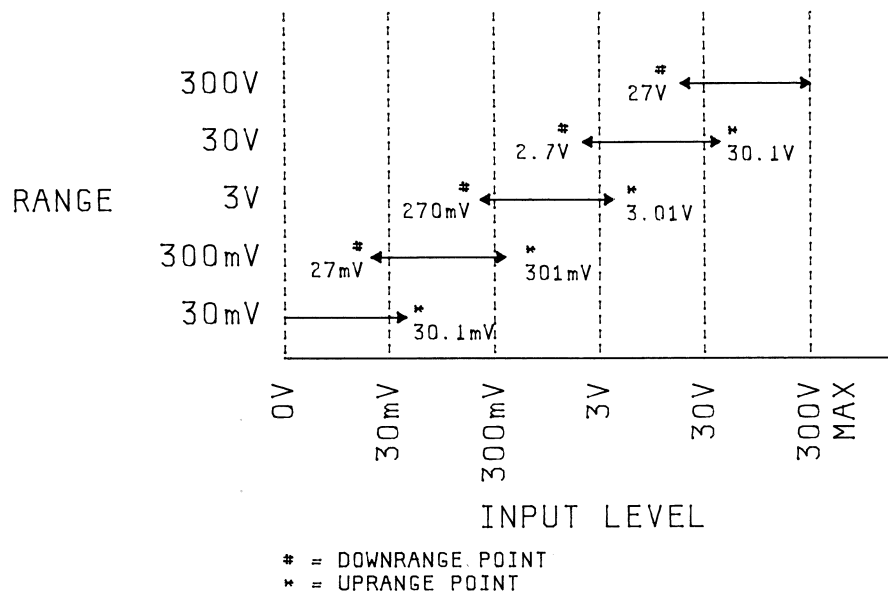 #
300V
27V
#
*
30V
2.7V
30.1V
#
*
RANGE
3V
270mV
3.01V
#
*
300mV
27mV
301mV
*
30mV
30.1mV
0V
30mV
300mV
3V
30V
300V
MAX
INPUT LEVEL
# = DOWNRANGE POINT
* = UPRANGE POINT